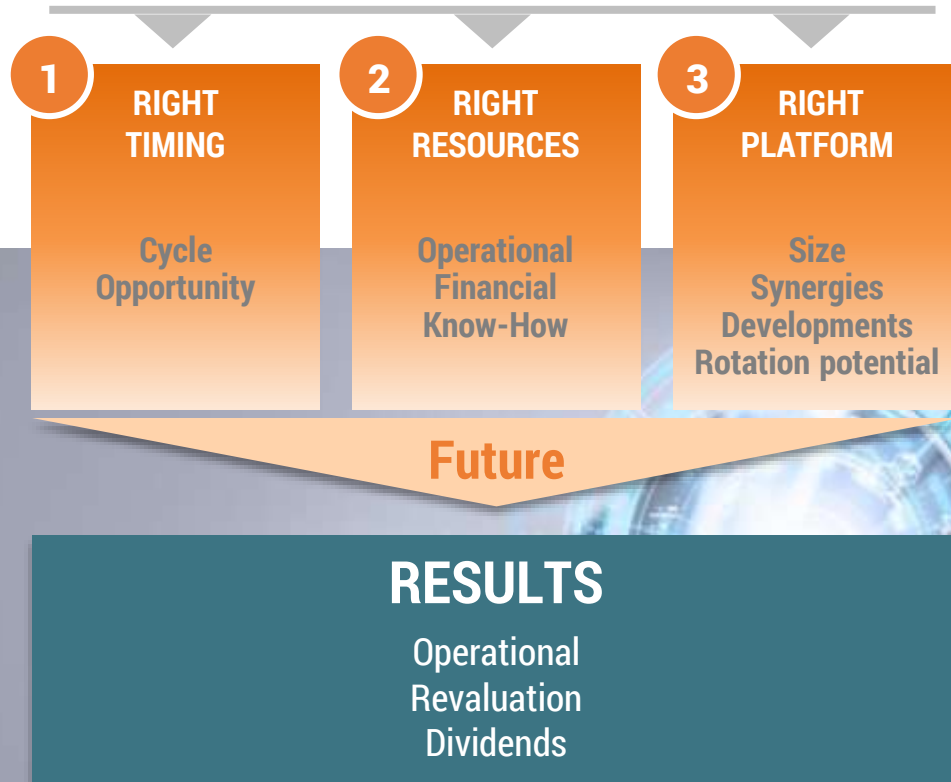 1
RIGHT
TIMING
Cycle
Opportunity
2
RIGHT
RESOURCES
Operational
Financial
Know-How
3
RIGHT
PLATFORM
Size
Synergies
Developments
Rotation potential
Future
RESULTS
Operational
Revaluation
Dividends